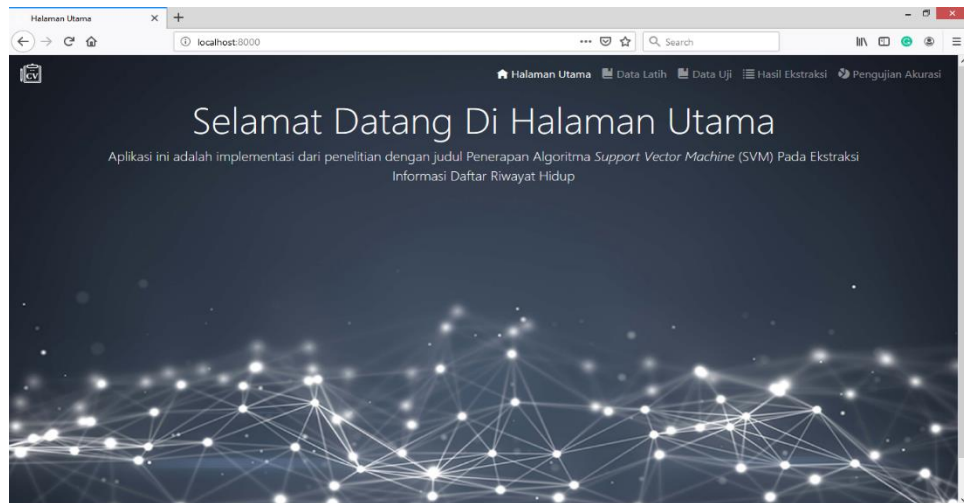 Halaman Utama
localhost:8000
Search
CV
Halaman Utama Data Latih Data Uji Hasil Ekstraksi Pengujian Akurasi
Selamat Datang Di Halaman Utama
Aplikasi ini adalah implementasi dari penelitian dengan judul Penerapan Algoritma Support Vector Machine (SVM) Pada Ekstraksi
Informasi Daftar Riwayat Hidup